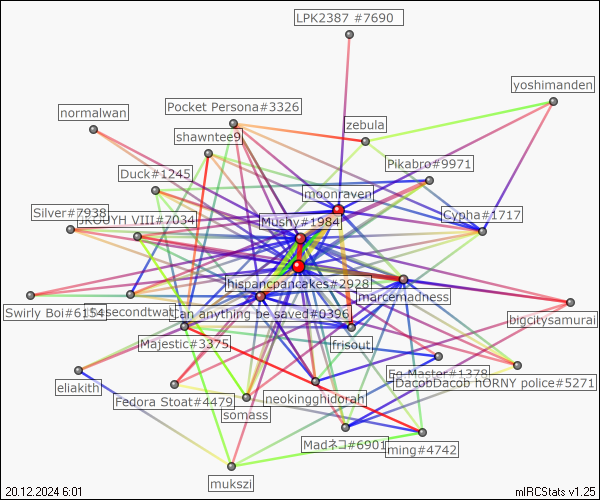 LPK2387 #7690
yoshimanden
Pocket Persona#3326
normalwan
zebula
shawntee9
Pikabro#9971
Duck#1245
moonraven
Silver#7938
JKUUYH VIII#7034
Mushy#1984
Cypha#1717
hispancpancakes#2928
marcemadness
Swirly Boi#6154
secondtwat
Can anything be saved#0396
bigcitysamurai
Majestic#3375
frisout
eliakith
Eg Master#1378
DacobDacob hORNY police#5271
Fedora Stoat#4479
neokingghidorah
somass
Madネコ#6901
ming#4742
mukszi
20.12.2024 6:01
mIRCStats v1.25